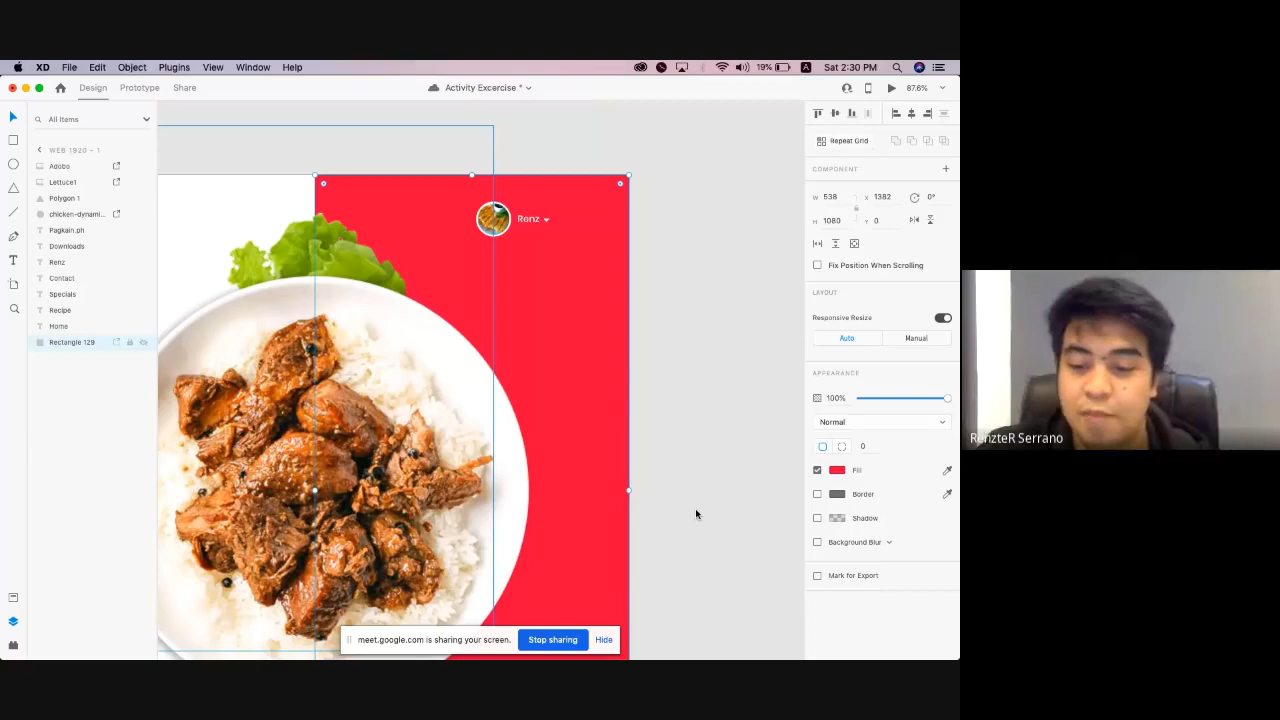 XD File Edit Object Plugins View Window Help
19% A Sat 2:30 PM
Design Prototype Share
Activity Excercise *
87.6%
All Items
WEB 1920 – 1
Adobo
Lettuce1
Polygon 1
chicken-dynami...
Pagkain.ph
Downloads
Renz
Contact
Specials
Recipe
Home
Rectangle 129
Renz
Repeat Grid
COMPONENT
W 538 X 1382 0°
H 1080 Y 0
Fix Position When Scrolling
LAYOUT
Responsive Resize
Auto Manual
APPEARANCE
100%
Normal
0
Fill
Border
Shadow
Background Blur
Mark for Export
meet.google.com is sharing your screen. Stop sharing Hide
RenzteR Serrano